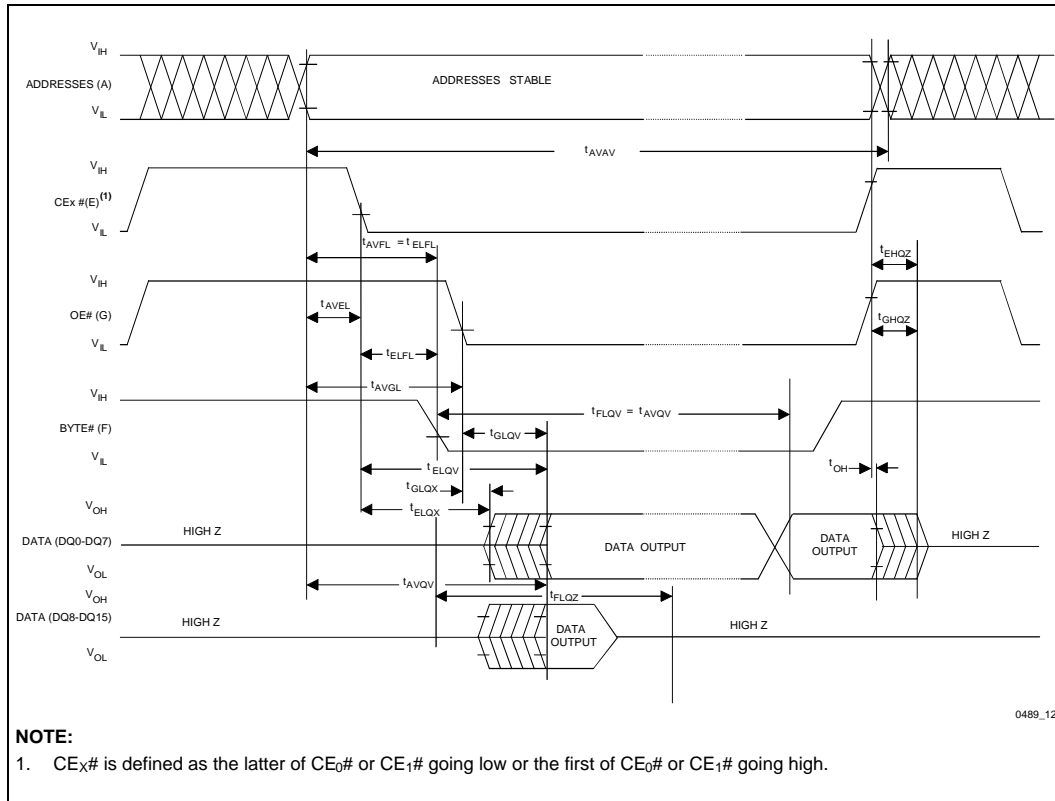 VIH
ADDRESSES (A)
ADDRESSES STABLE
VIL
tAVAV
VIH
CEx #(E)(1)
VIL
tAVFL = tELFL
tEHQZ
VIH
tAVEL
OE# (G)
tGHQZ
VIL
tELFL
tAVGL
VIH
tFLQV = tAVQV
BYTE# (F)
tGLQV
VIL
tELQV
tOH
tGLQX
tELQX
VOH
HIGH Z
DATA (DQ0-DQ7)
DATA OUTPUT
DATA
OUTPUT
HIGH Z
VOL
tAVQV
VOH
tFLQZ
DATA (DQ8-DQ15)
HIGH Z
DATA
OUTPUT
HIGH Z
VOL
0489_12
NOTE:
1. CEX# is defined as the latter of CE0# or CE1# going low or the first of CE0# or CE1# going high.